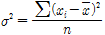 σ² = ∑(xᵢ − x̄)² / n